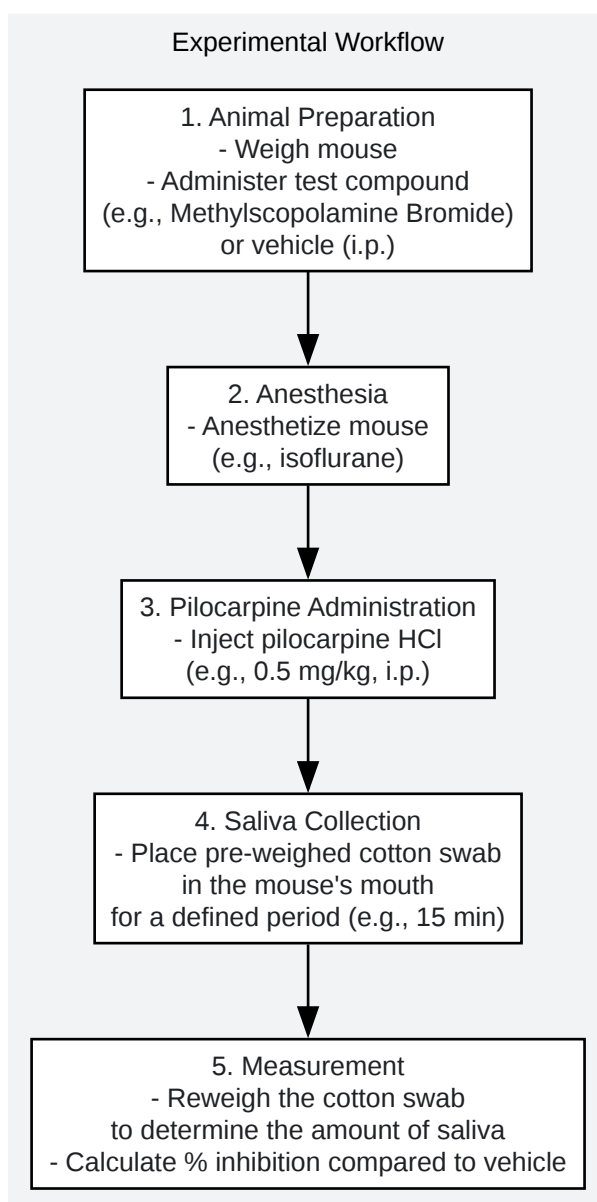 Experimental Workflow
1. Animal Preparation
- Weigh mouse
- Administer test compound
(e.g., Methylscopolamine Bromide)
or vehicle (i.p.)
2. Anesthesia
- Anesthetize mouse
(e.g., isoflurane)
3. Pilocarpine Administration
- Inject pilocarpine HCl
(e.g., 0.5 mg/kg, i.p.)
4. Saliva Collection
- Place pre-weighed cotton swab
in the mouse's mouth
for a defined period (e.g., 15 min)
5. Measurement
- Reweigh the cotton swab
to determine the amount of saliva
- Calculate % inhibition compared to vehicle